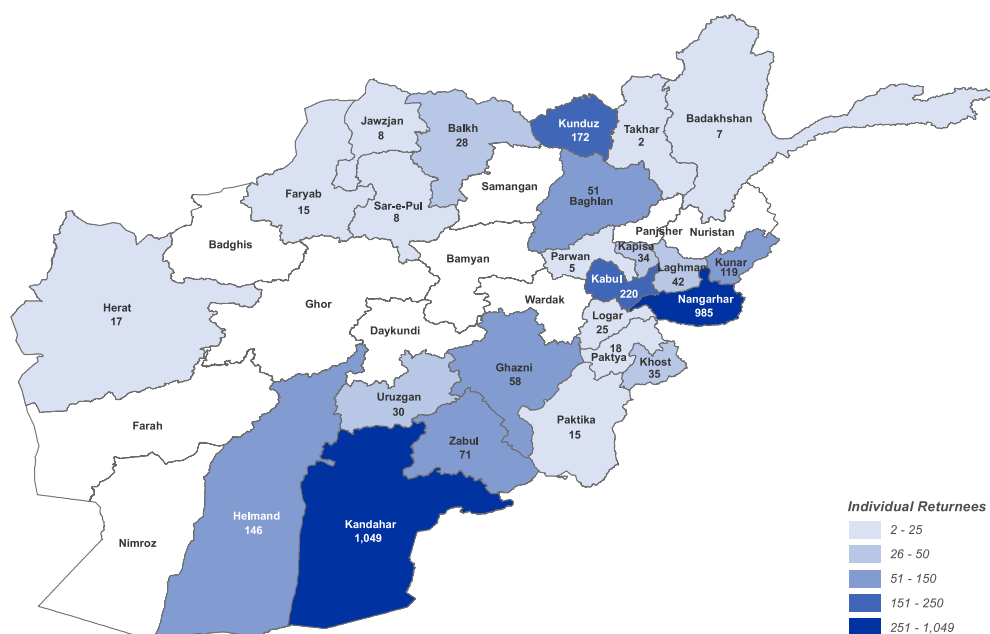 Jawzjan
8
Balkh
28
Kunduz
172
Takhar
2
Badakhshan
7
Faryab
15
Sar-e-Pul
8
Samangan
51
Baghlan
Badghis
Bamyan
Parwan
5
Panjsher
Kapisa
34
Nuristan
Laghman
42
Kunar
119
Kabul
220
Nangarhar
985
Herat
17
Ghor
Daykundi
Wardak
Logar
25
18
Paktya
Khost
35
Ghazni
58
Uruzgan
30
Paktika
15
Farah
Zabul
71
Helmand
146
Kandahar
1,049
Nimroz
Individual Returnees
2 - 25
26 - 50
51 - 150
151 - 250
251 - 1,049